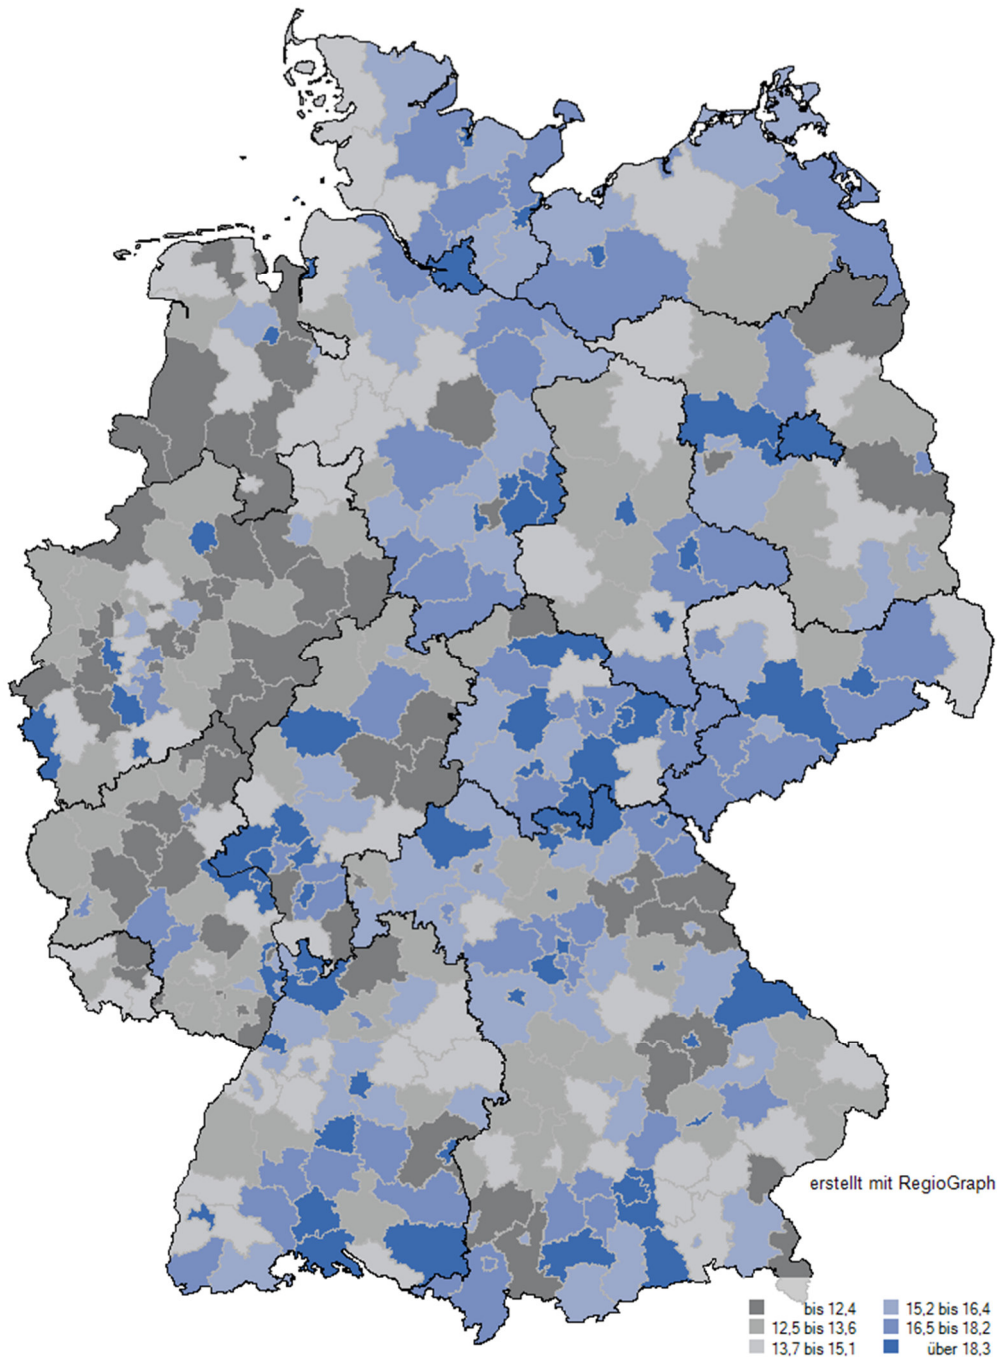 erstellt mit RegioGraph
bis 12,4
12,5 bis 13,6
13,7 bis 15,1
15,2 bis 16,4
16,5 bis 18,2
über 18,3